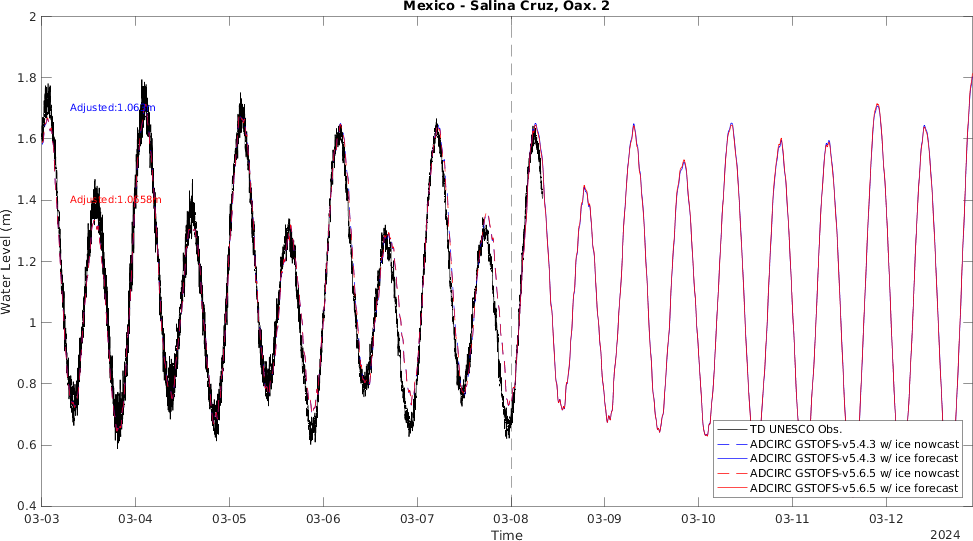 Mexico - Salina Cruz, Oax. 2
2
1.8
1.6
1.4
1.2
1
0.8
0.6
0.4
Water Level (m)
Adjusted:1.0658m
03-03
03-04
03-05
03-06
03-07
03-08
03-09
03-10
03-11
03-12
Time
2024
TD UNESCO Obs.
ADCIRC GSTOFS-v5.4.3 w/ ice nowcast
ADCIRC GSTOFS-v5.4.3 w/ ice forecast
ADCIRC GSTOFS-v5.6.5 w/ ice nowcast
ADCIRC GSTOFS-v5.6.5 w/ ice forecast